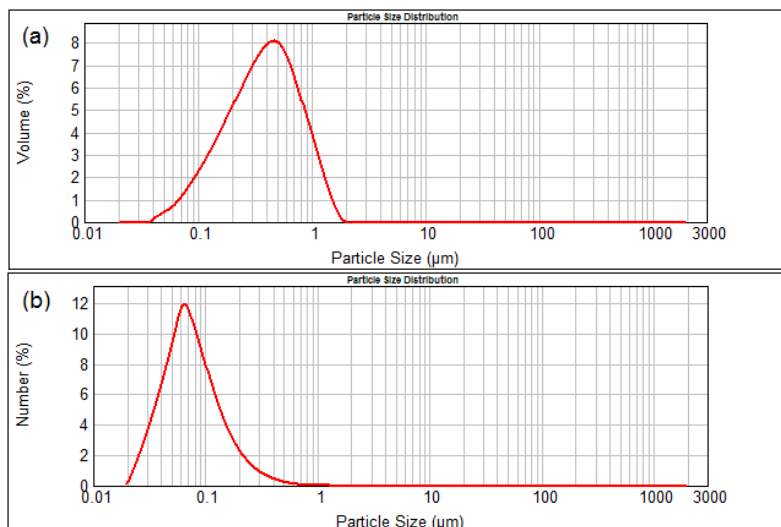 Particle Size Distribution
(a)
Volume (%)
8
7
6
5
4
3
2
1
0
0.01 0.1 1 10 100 1000 3000
Particle Size (µm)
Particle Size Distribution
(b)
Number (%)
12
10
8
6
4
2
0
0.01 0.1 1 10 100 1000 3000
Particle Size (µm)